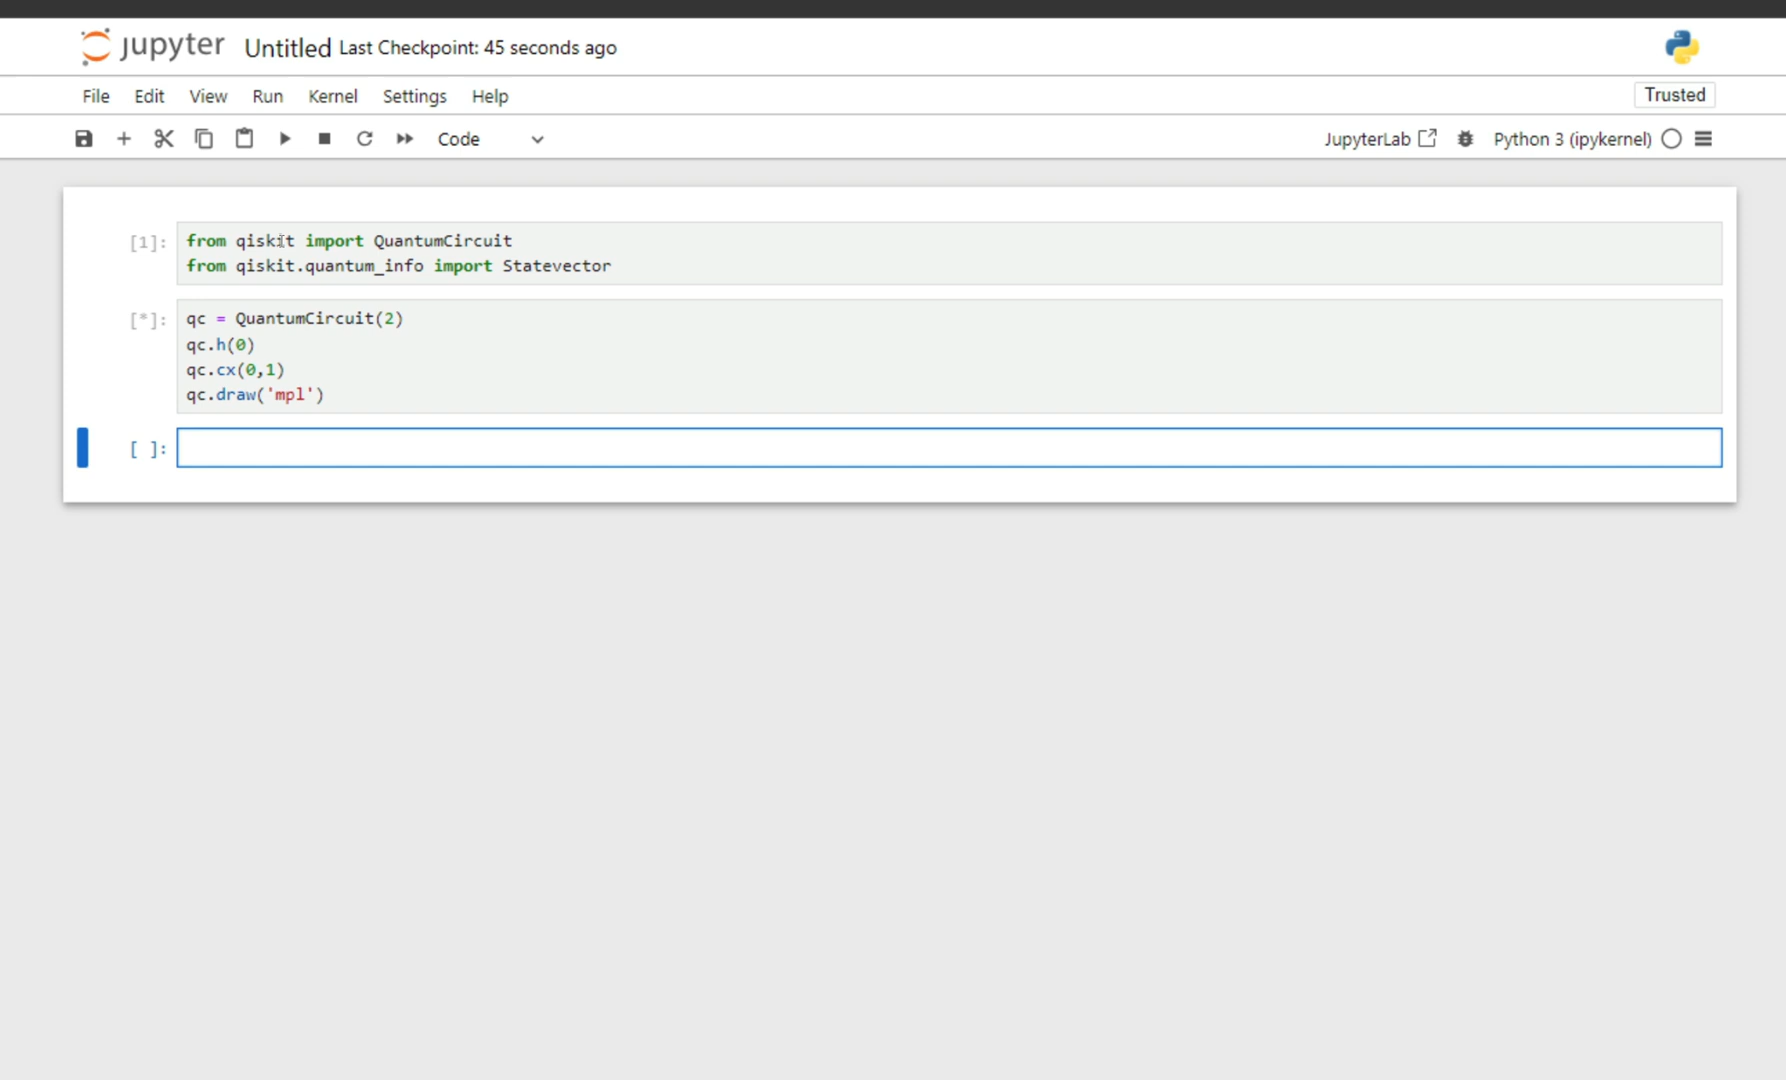 jupyter Untitled Last Checkpoint: 45 seconds ago
File Edit View Run Kernel Settings Help Trusted
Code JupyterLab Python 3 (ipykernel)
[1]: from qiskit import QuantumCircuit
from qiskit.quantum_info import Statevector
[*]: qc = QuantumCircuit(2)
qc.h(0)
qc.cx(0,1)
qc.draw('mpl')
[ ]: